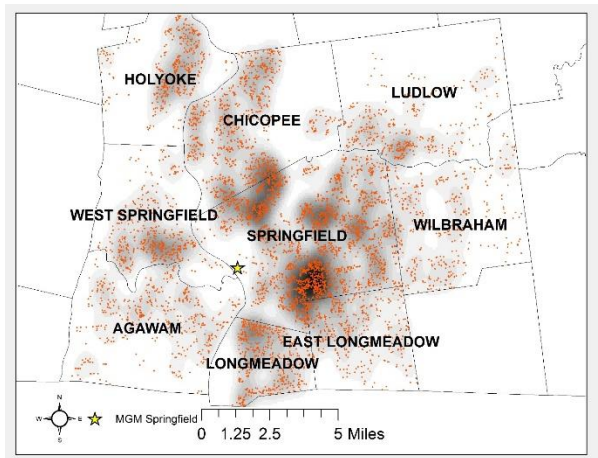 HOLYOKE
LUDLOW
CHICOPEE
WEST SPRINGFIELD
SPRINGFIELD
WILBRAHAM
AGAWAM
EAST LONGMEADOW
LONGMEADOW
N
W E
S
MGM Springfield
0 1.25 2.5 5 Miles